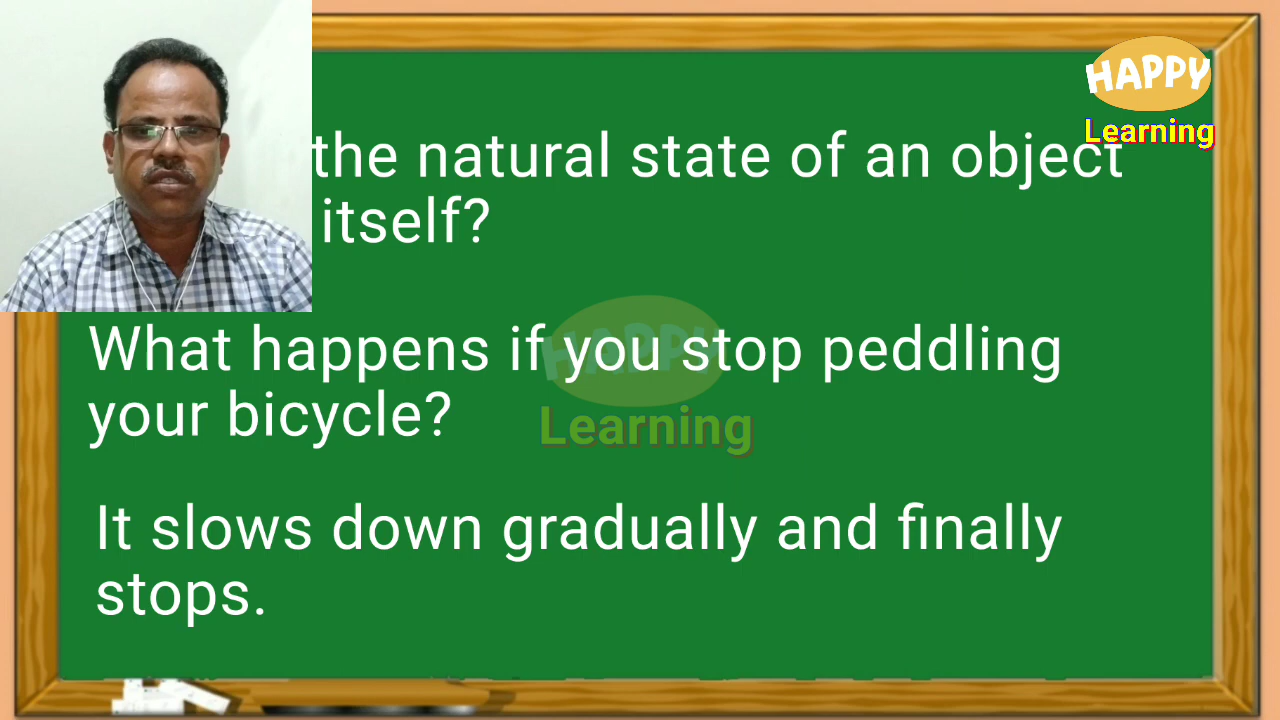 HAPPY
Learning
the natural state of an object
itself?
What happens if you stop peddling
your bicycle?
HAPPY
Learning
It slows down gradually and finally
stops.